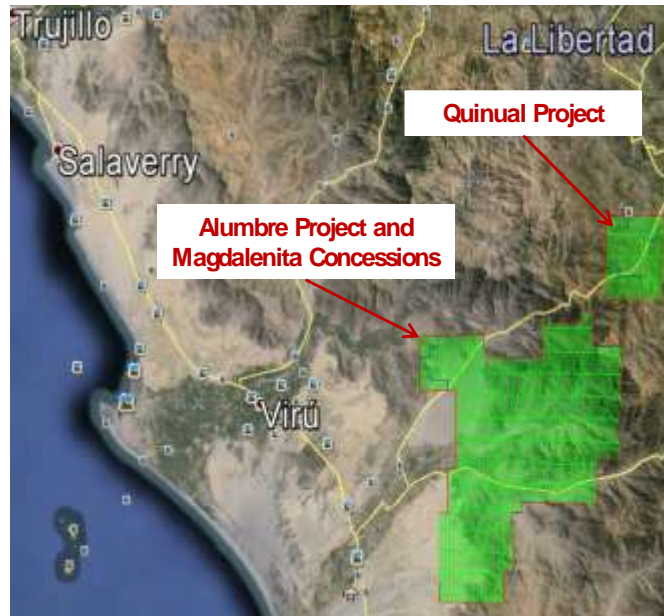 Trujillo
La Libertad
Quinual Project
Salaverry
Alumbre Project and
Magdalenita Concessions
Virú